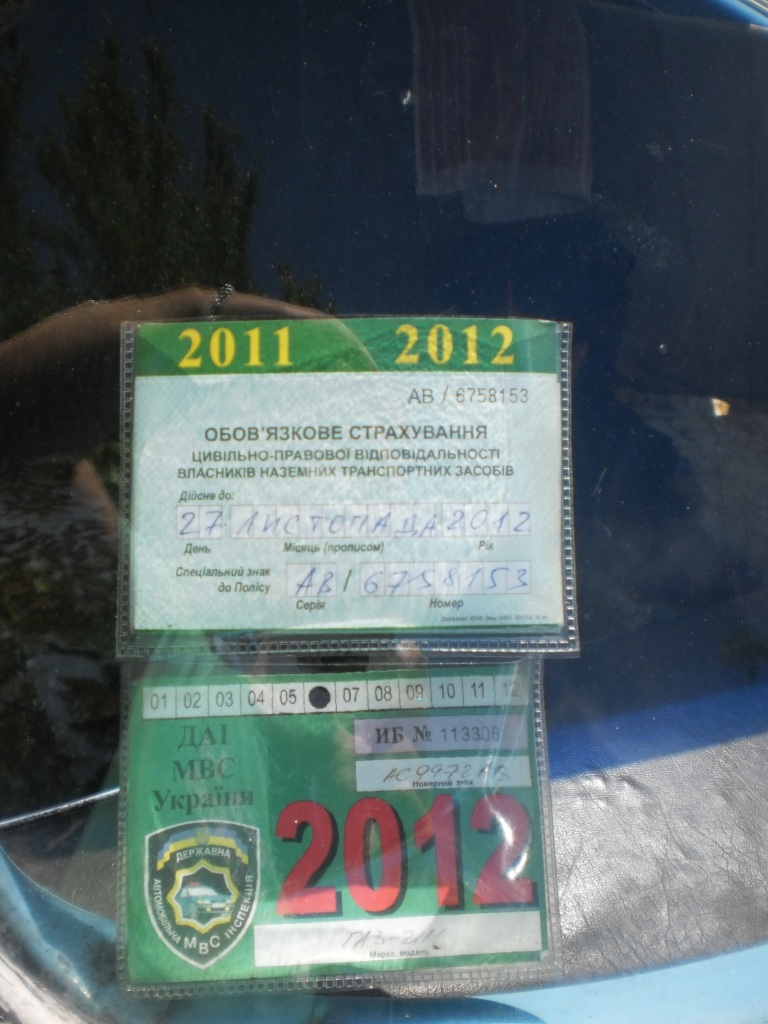 2011 2012
АВ / 6758153
ОБОВ'ЯЗКОВЕ СТРАХУВАННЯ
ЦИВІЛЬНО-ПРАВОВОЇ ВІДПОВІДАЛЬНОСТІ
ВЛАСНИКІВ НАЗЕМНИХ ТРАНСПОРТНИХ ЗАСОБІВ
Дійсне до:
27 ЛИСТОПАДА 2012
День Місяць (прописом) Рік
Спеціальний знак
до Полісу
АВ / 6758153
Серія Номер
01 02 03 04 05 07 08 09 10 11 12
ДАІ
МВС
України
ИБ № 113308
Номерний знак
2012
ДЕРЖАВНА
АВТОМОБІЛЬНА ІНСПЕКЦІЯ
МВС
Марка, модель